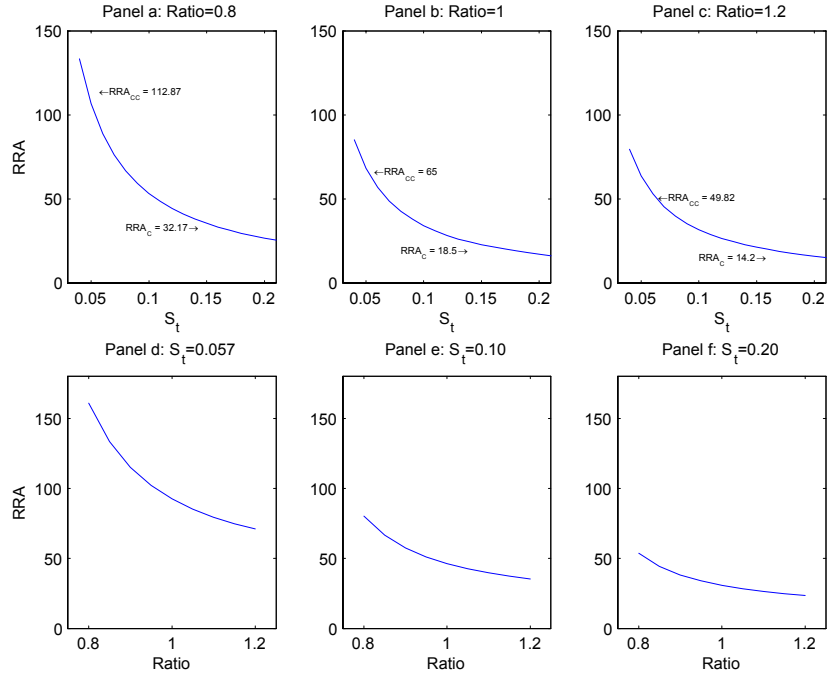 Panel a: Ratio=0.8
150
100
50
0
RRA
←RRA_CC = 112.87
RRA_C = 32.17→
0.05
0.1
0.15
0.2
S_t
Panel b: Ratio=1
150
100
50
0
←RRA_CC = 65
RRA_C = 18.5→
0.05
0.1
0.15
0.2
S_t
Panel c: Ratio=1.2
150
100
50
0
←RRA_CC = 49.82
RRA_C = 14.2→
0.05
0.1
0.15
0.2
S_t
Panel d: S_t=0.057
150
100
50
0
RRA
0.8
1
1.2
Ratio
Panel e: S_t=0.10
150
100
50
0
0.8
1
1.2
Ratio
Panel f: S_t=0.20
150
100
50
0
0.8
1
1.2
Ratio